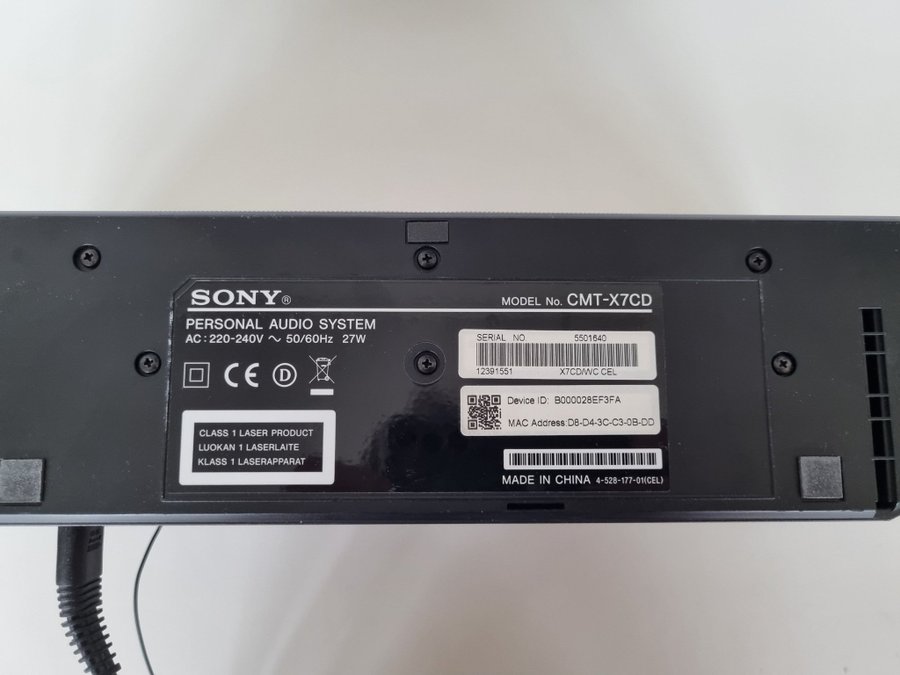 SONY®
MODEL No. CMT-X7CD
PERSONAL AUDIO SYSTEM
AC : 220-240V ~ 50/60Hz 27W
SERIAL NO. 5501640
12391551 X7CD/WC CEL
CE D
Device ID: B000028EF3FA
MAC Address:D8-D4-3C-C3-0B-DD
CLASS 1 LASER PRODUCT
LUOKAN 1 LASERLAITE
KLASS 1 LASERAPPARAT
MADE IN CHINA 4-528-177-01(CEL)